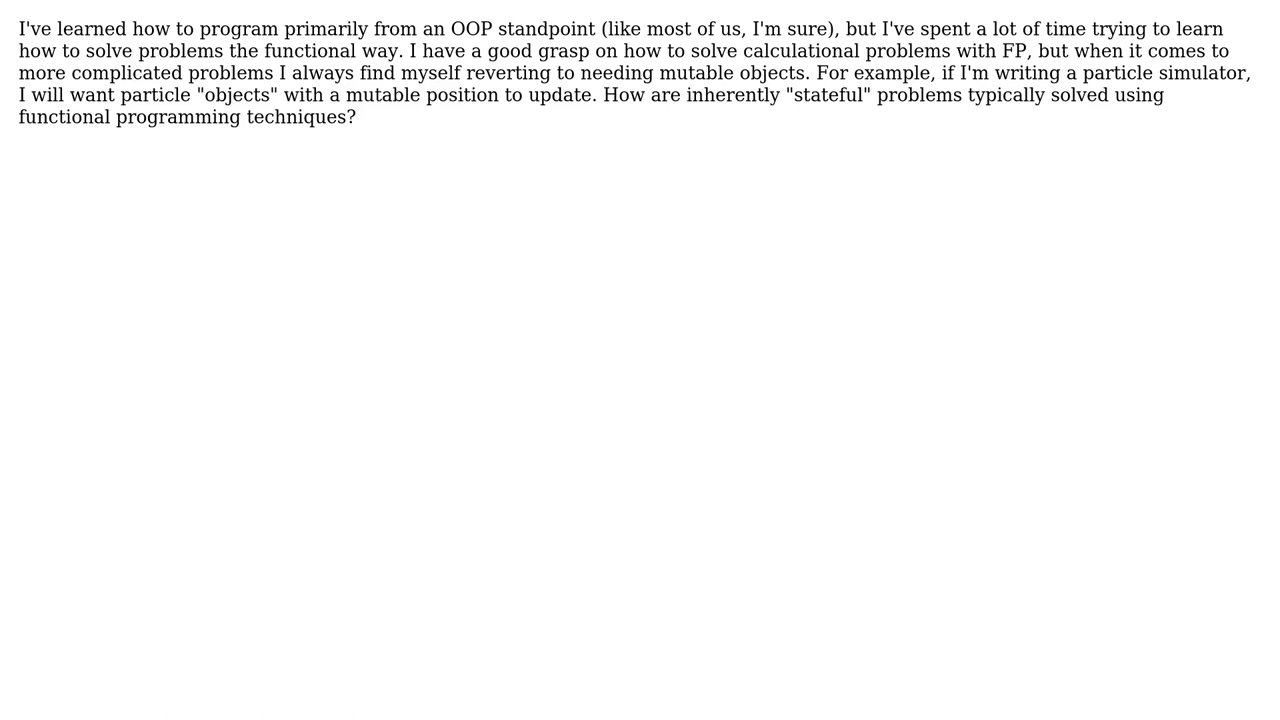 I've learned how to program primarily from an OOP standpoint (like most of us, I'm sure), but I've spent a lot of time trying to learn
how to solve problems the functional way. I have a good grasp on how to solve calculational problems with FP, but when it comes to
more complicated problems I always find myself reverting to needing mutable objects. For example, if I'm writing a particle simulator,
I will want particle "objects" with a mutable position to update. How are inherently "stateful" problems typically solved using
functional programming techniques?